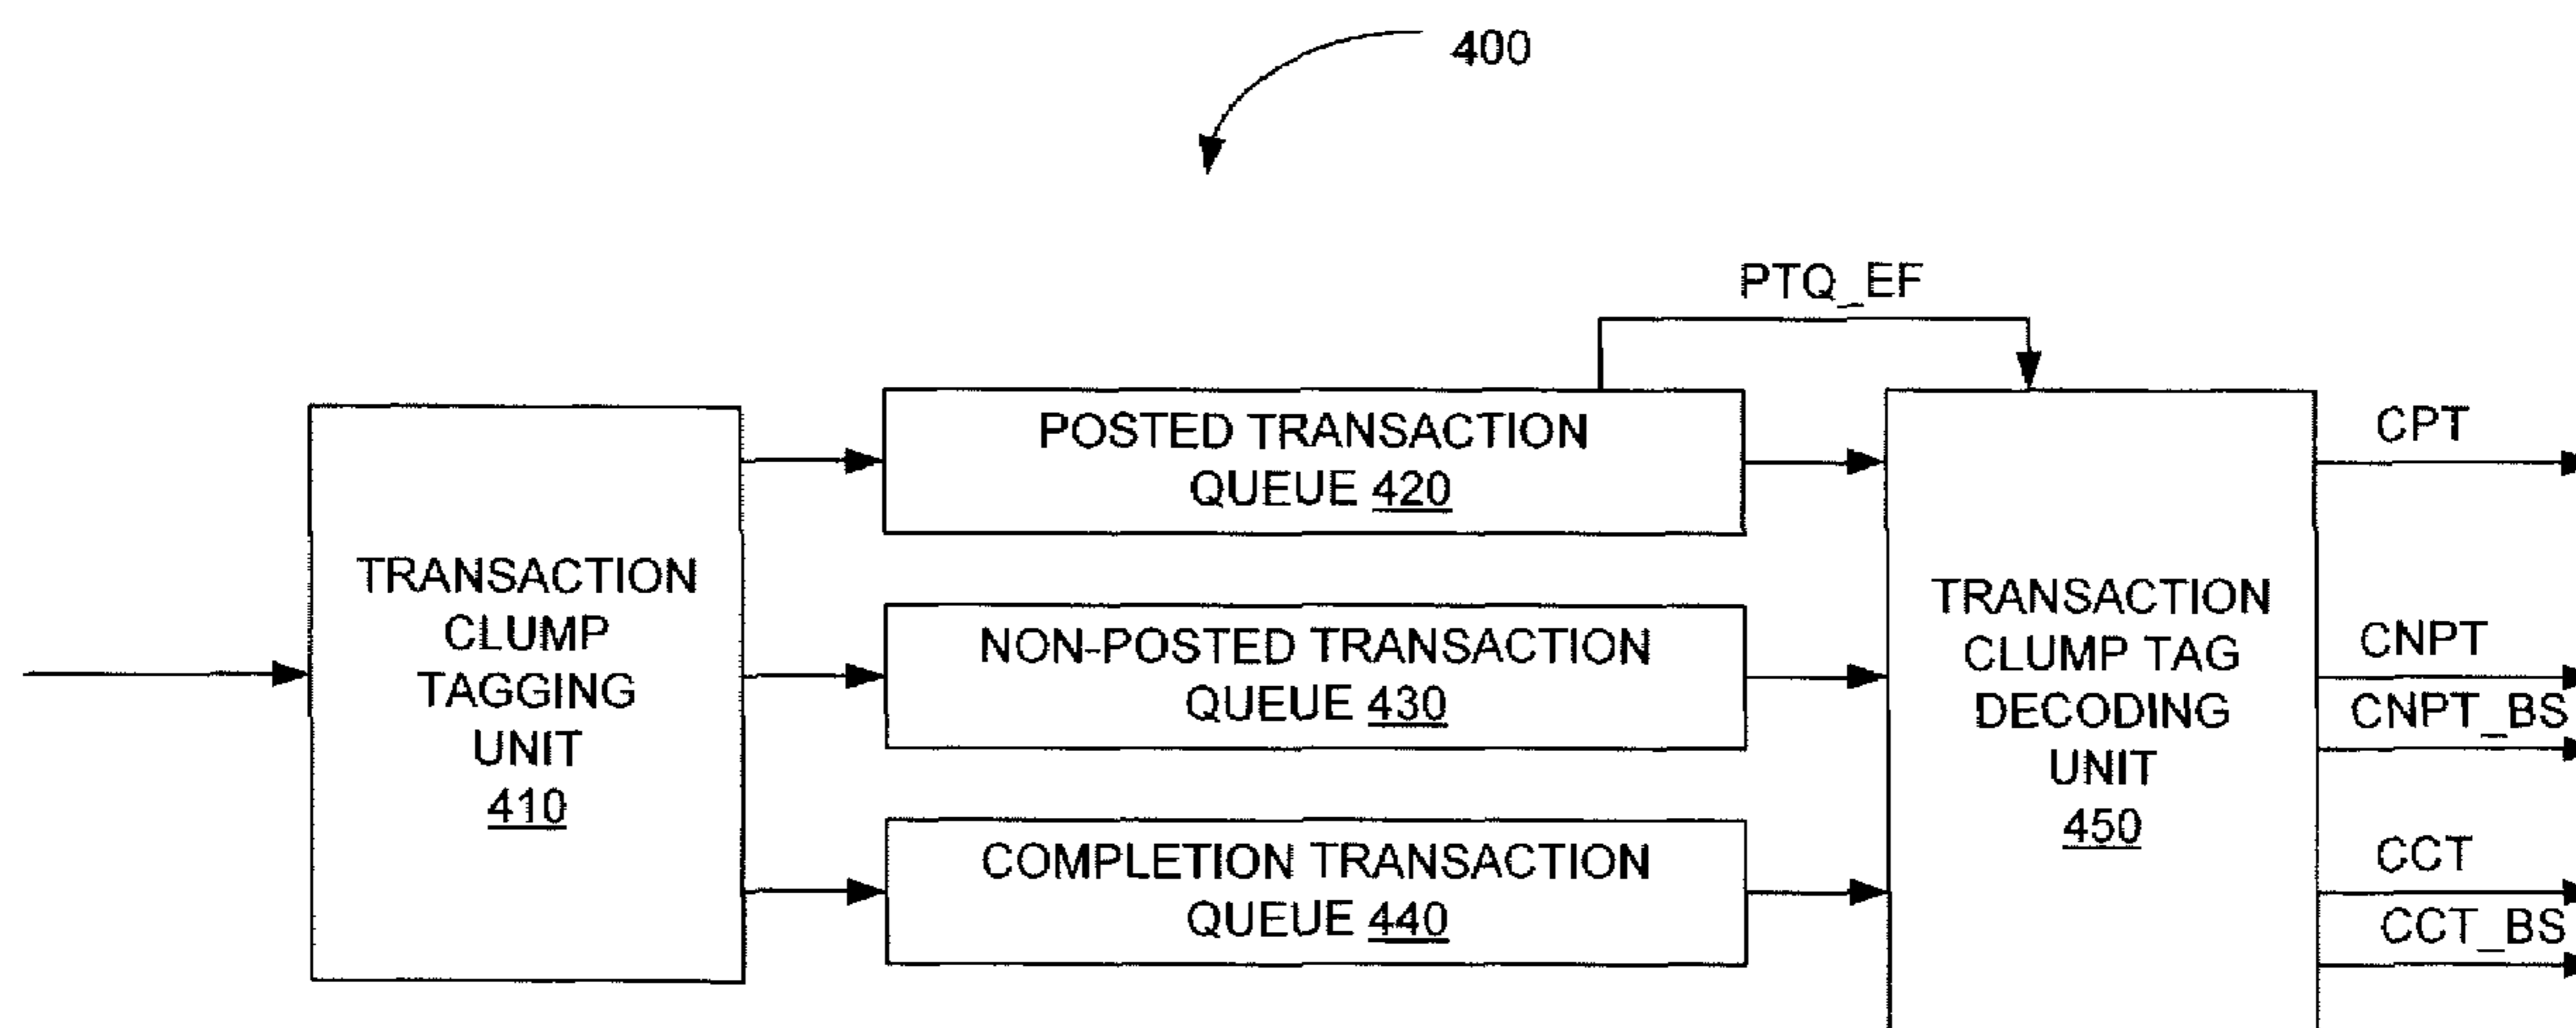 400
PTQ_EF
POSTED TRANSACTION
QUEUE 420
CPT
TRANSACTION
CLUMP
TAGGING
UNIT
410
NON-POSTED TRANSACTION
QUEUE 430
TRANSACTION
CLUMP TAG
DECODING
UNIT
450
CNPT
CNPT_BS
COMPLETION TRANSACTION
QUEUE 440
CCT
CCT_BS